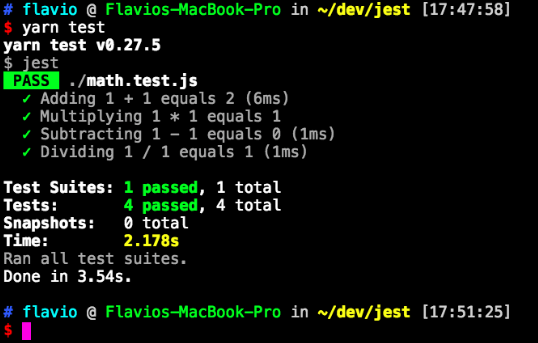 # flavio @ Flavios-MacBook-Pro in ~/dev/jest [17:47:58]
$ yarn test
yarn test v0.27.5
$ jest
PASS ./math.test.js
✓ Adding 1 + 1 equals 2 (6ms)
✓ Multiplying 1 * 1 equals 1
✓ Subtracting 1 - 1 equals 0 (1ms)
✓ Dividing 1 / 1 equals 1 (1ms)
Test Suites: 1 passed, 1 total
Tests: 4 passed, 4 total
Snapshots: 0 total
Time: 2.178s
Ran all test suites.
Done in 3.54s.
# flavio @ Flavios-MacBook-Pro in ~/dev/jest [17:51:25]
$